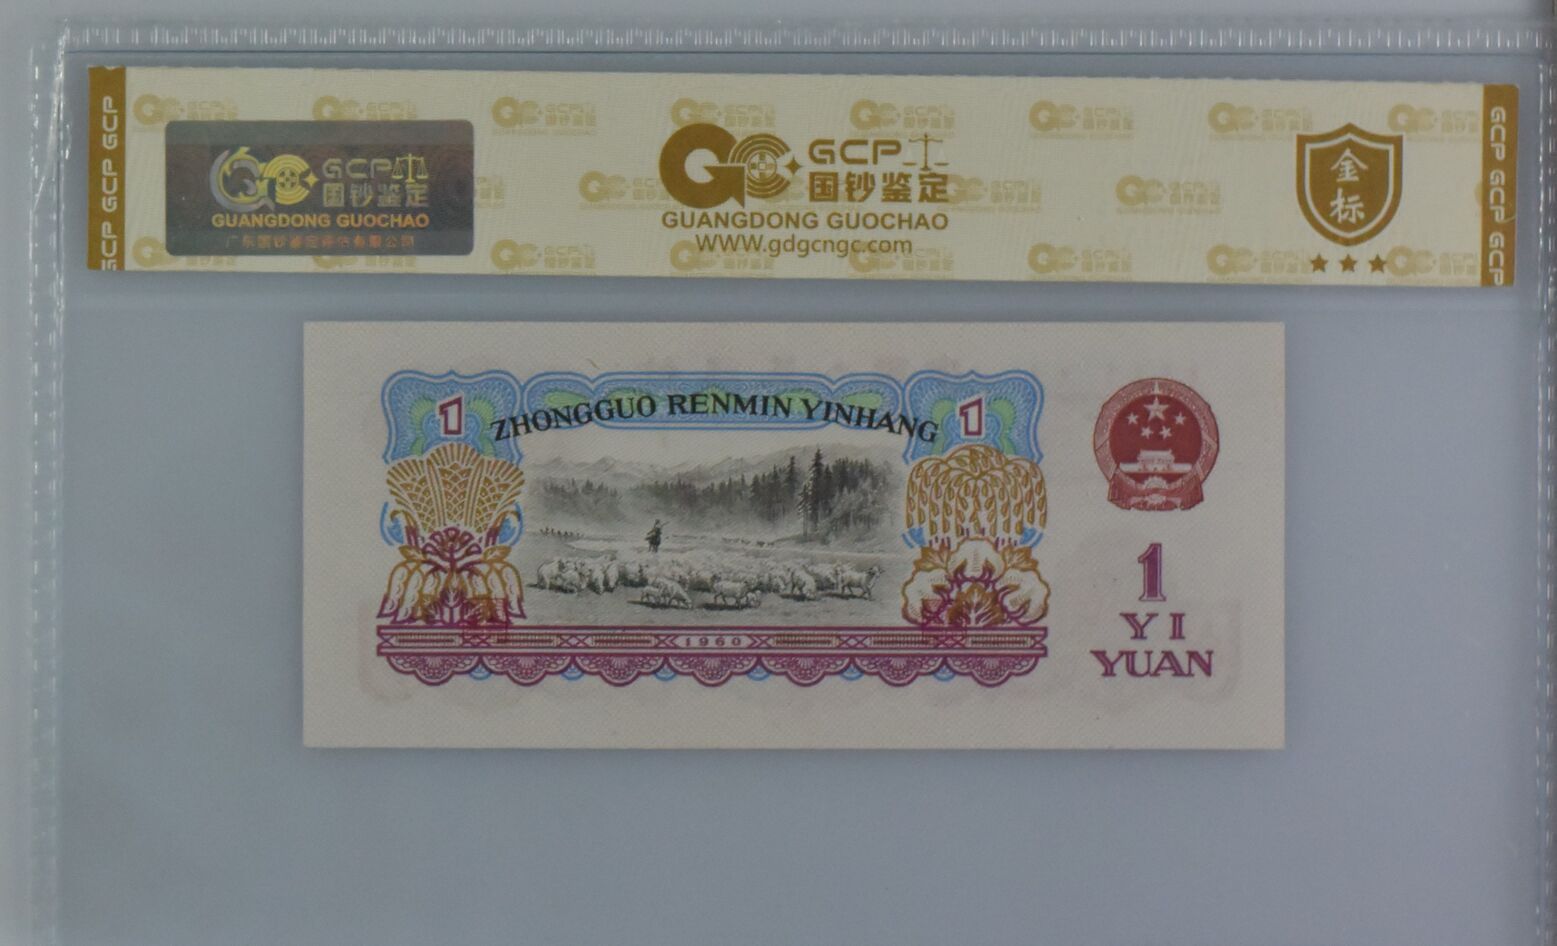 GCP GCP GCP
GCP
国钞鉴定
GUANGDONG GUOCHAO
广东国钞鉴定评估有限公司
GCP
国钞鉴定
GUANGDONG GUOCHAO
WWW.gdgcngc.com
金标
GCP GCP GCP
ZHONGGUO RENMIN YINHANG
1
1
1960
1
YI
YUAN